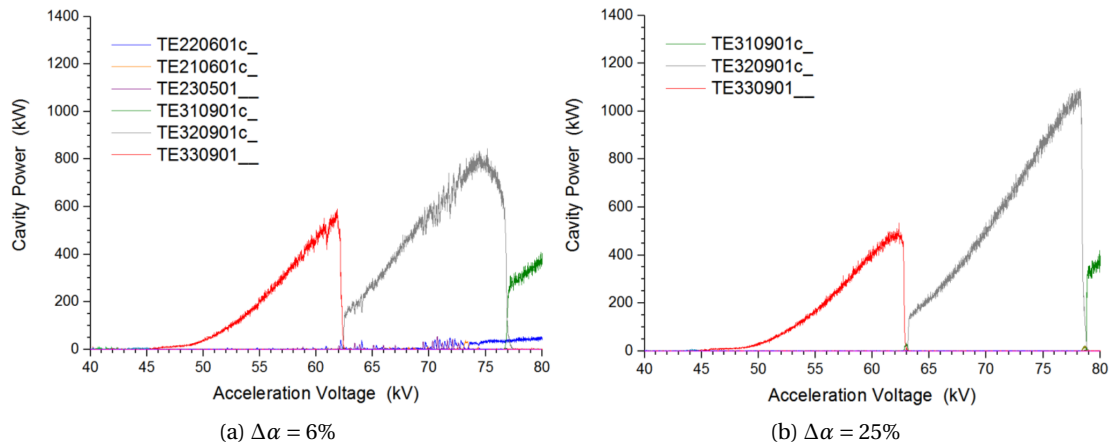 1400
1200
1000
800
600
400
200
0
Cavity Power (kW)
TE220601c_
TE210601c_
TE230501__
TE310901c_
TE320901c_
TE330901__
40 45 50 55 60 65 70 75 80
Acceleration Voltage (kV)
(a) Δα = 6%
1400
1200
1000
800
600
400
200
0
Cavity Power (kW)
TE310901c_
TE320901c_
TE330901__
40 45 50 55 60 65 70 75 80
Acceleration Voltage (kV)
(b) Δα = 25%